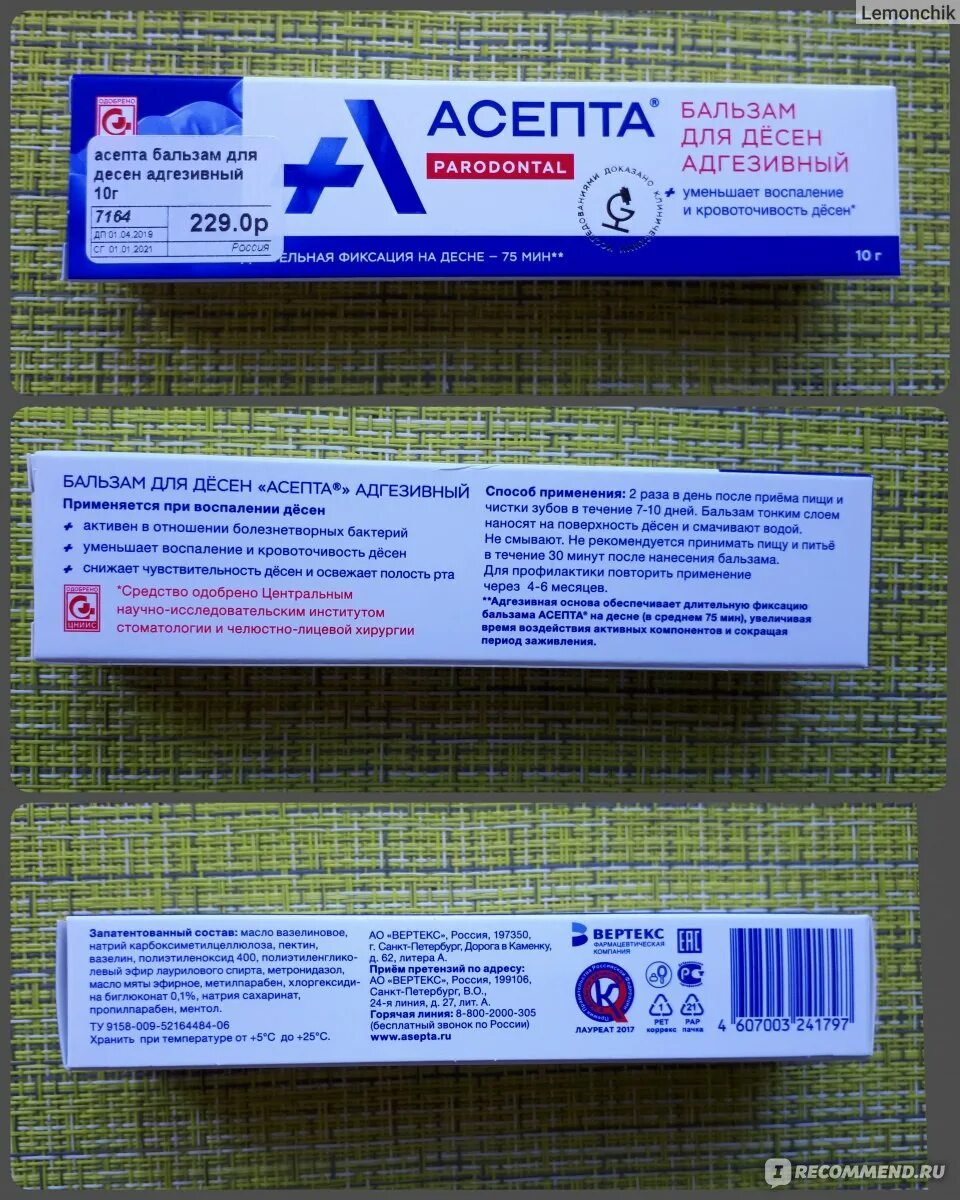 Lemonchik
ОДОБРЕНО
асепта бальзам для
десен адгезивный
10г
7164
ДП 01.04.2019
СГ 01.01.2021
229.0р
Россия
АСЕПТА®
PARODONTAL
БАЛЬЗАМ
ДЛЯ ДЁСЕН
АДГЕЗИВНЫЙ
уменьшает воспаление
и кровоточивость дёсен*
ДОКАЗАНО КЛИНИЧЕСКИМИ ИССЛЕДОВАНИЯМИ
ЕЛЬНАЯ ФИКСАЦИЯ НА ДЕСНЕ – 75 МИН**
10 г
БАЛЬЗАМ ДЛЯ ДЁСЕН «АСЕПТА®» АДГЕЗИВНЫЙ
Применяется при воспалении дёсен
активен в отношении болезнетворных бактерий
уменьшает воспаление и кровоточивость дёсен
снижает чувствительность дёсен и освежает полость рта
ОДОБРЕНО
ЦНИИС
*Средство одобрено Центральным
научно-исследовательским институтом
стоматологии и челюстно-лицевой хирургии
Способ применения: 2 раза в день после приёма пищи и
чистки зубов в течение 7-10 дней. Бальзам тонким слоем
наносят на поверхность дёсен и смачивают водой.
Не смывают. Не рекомендуется принимать пищу и питьё
в течение 30 минут после нанесения бальзама.
Для профилактики повторить применение
через 4-6 месяцев.
**Адгезивная основа обеспечивает длительную фиксацию
бальзама АСЕПТА® на десне (в среднем 75 мин), увеличивая
время воздействия активных компонентов и сокращая
период заживления.
Запатентованный состав: масло вазелиновое,
натрий карбоксиметилцеллюлоза, пектин,
вазелин, полиэтиленоксид 400, полиэтиленглико-
левый эфир лаурилового спирта, метронидазол,
масло мяты эфирное, метилпарабен, хлоргексиди-
на биглюконат 0,1%, натрия сахаринат,
пропилпарабен, ментол.
ТУ 9158-009-52164484-06
Хранить при температуре от +5°С до +25°С.
АО «ВЕРТЕКС», Россия, 197350,
г. Санкт-Петербург, Дорога в Каменку,
д. 62, литера А.
Приём претензий по адресу:
АО «ВЕРТЕКС», Россия, 199106,
Санкт-Петербург, В.О.,
24-я линия, д. 27, лит. А.
Горячая линия: 8-800-2000-305
(бесплатный звонок по России)
www.asepta.ru
ВЕРТЕКС
ФАРМАЦЕВТИЧЕСКАЯ
КОМПАНИЯ
EAC
ЛАУРЕАТ 2017
1
PET
коррекс
21
PAP
пачка
4 607003 241797
IRECOMMEND.RU